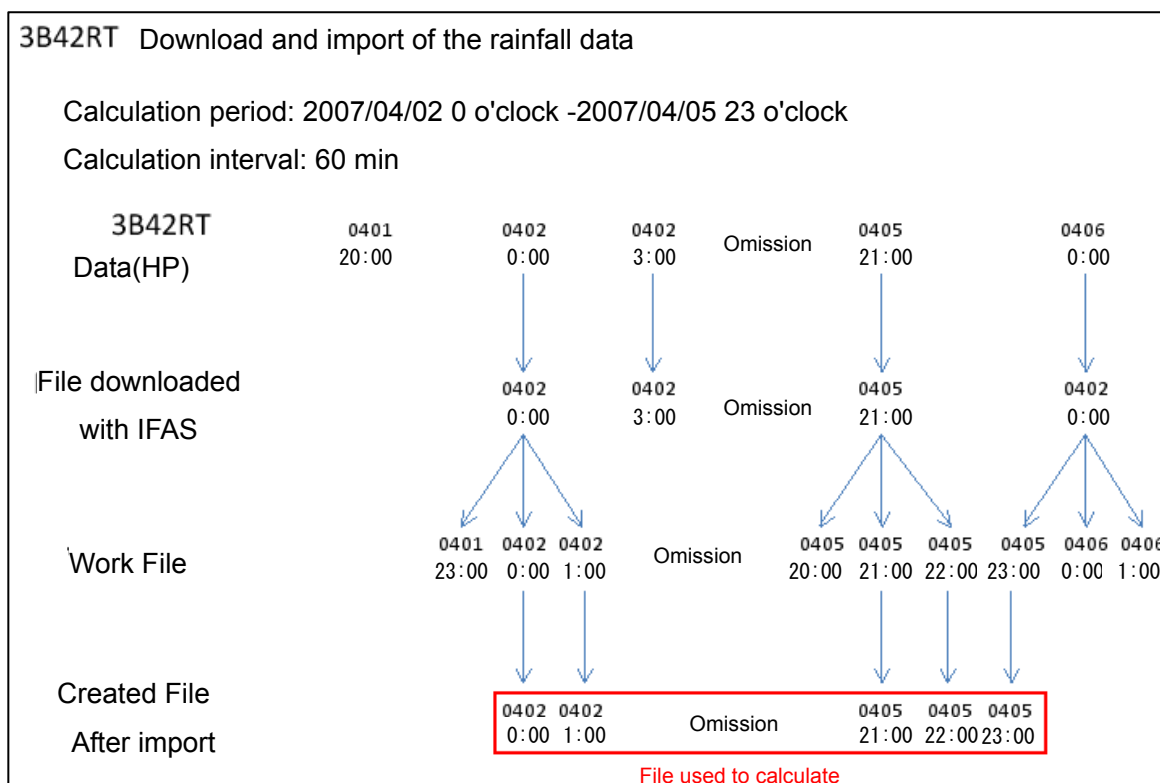 3B42RT Download and import of the rainfall data
Calculation period: 2007/04/02 0 o'clock -2007/04/05 23 o'clock
Calculation interval: 60 min
3B42RT
Data(HP)
0401 0402 0402 Omission 0405 0406
20:00 0:00 3:00 21:00 0:00
File downloaded
with IFAS
0402 0402 Omission 0405 0402
0:00 3:00 21:00 0:00
Work File
0401 0402 0402 Omission 0405 0405 0405 0405 0406 0406
23:00 0:00 1:00 20:00 21:00 22:00 23:00 0:00 1:00
Created File
After import
0402 0402 Omission 0405 0405 0405
0:00 1:00 21:00 22:00 23:00
File used to calculate